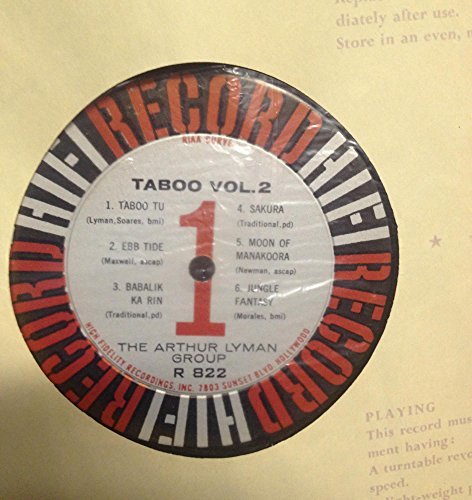 diately after use.
Store in an even,
HIFI RECORD HIFI RECORD HIFI RECORD
RIAA CURVE
TABOO VOL.2
1
1. TABOO TU
(Lyman, Soares, bmi)
2. EBB TIDE
(Maxwell, ascap)
3. BABALIK
KA RIN
(Traditional, pd)
4. SAKURA
(Traditional, pd)
5. MOON OF
MANAKOORA
(Newman, ascap)
6. JUNGLE
FANTASY
(Morales, bmi)
THE ARTHUR LYMAN
GROUP
R 822
HIGH FIDELITY RECORDINGS, INC. 7803 SUNSET BLVD. HOLLYWOOD
PLAYING
This record mus
ment having:
A turntable revo
speed.